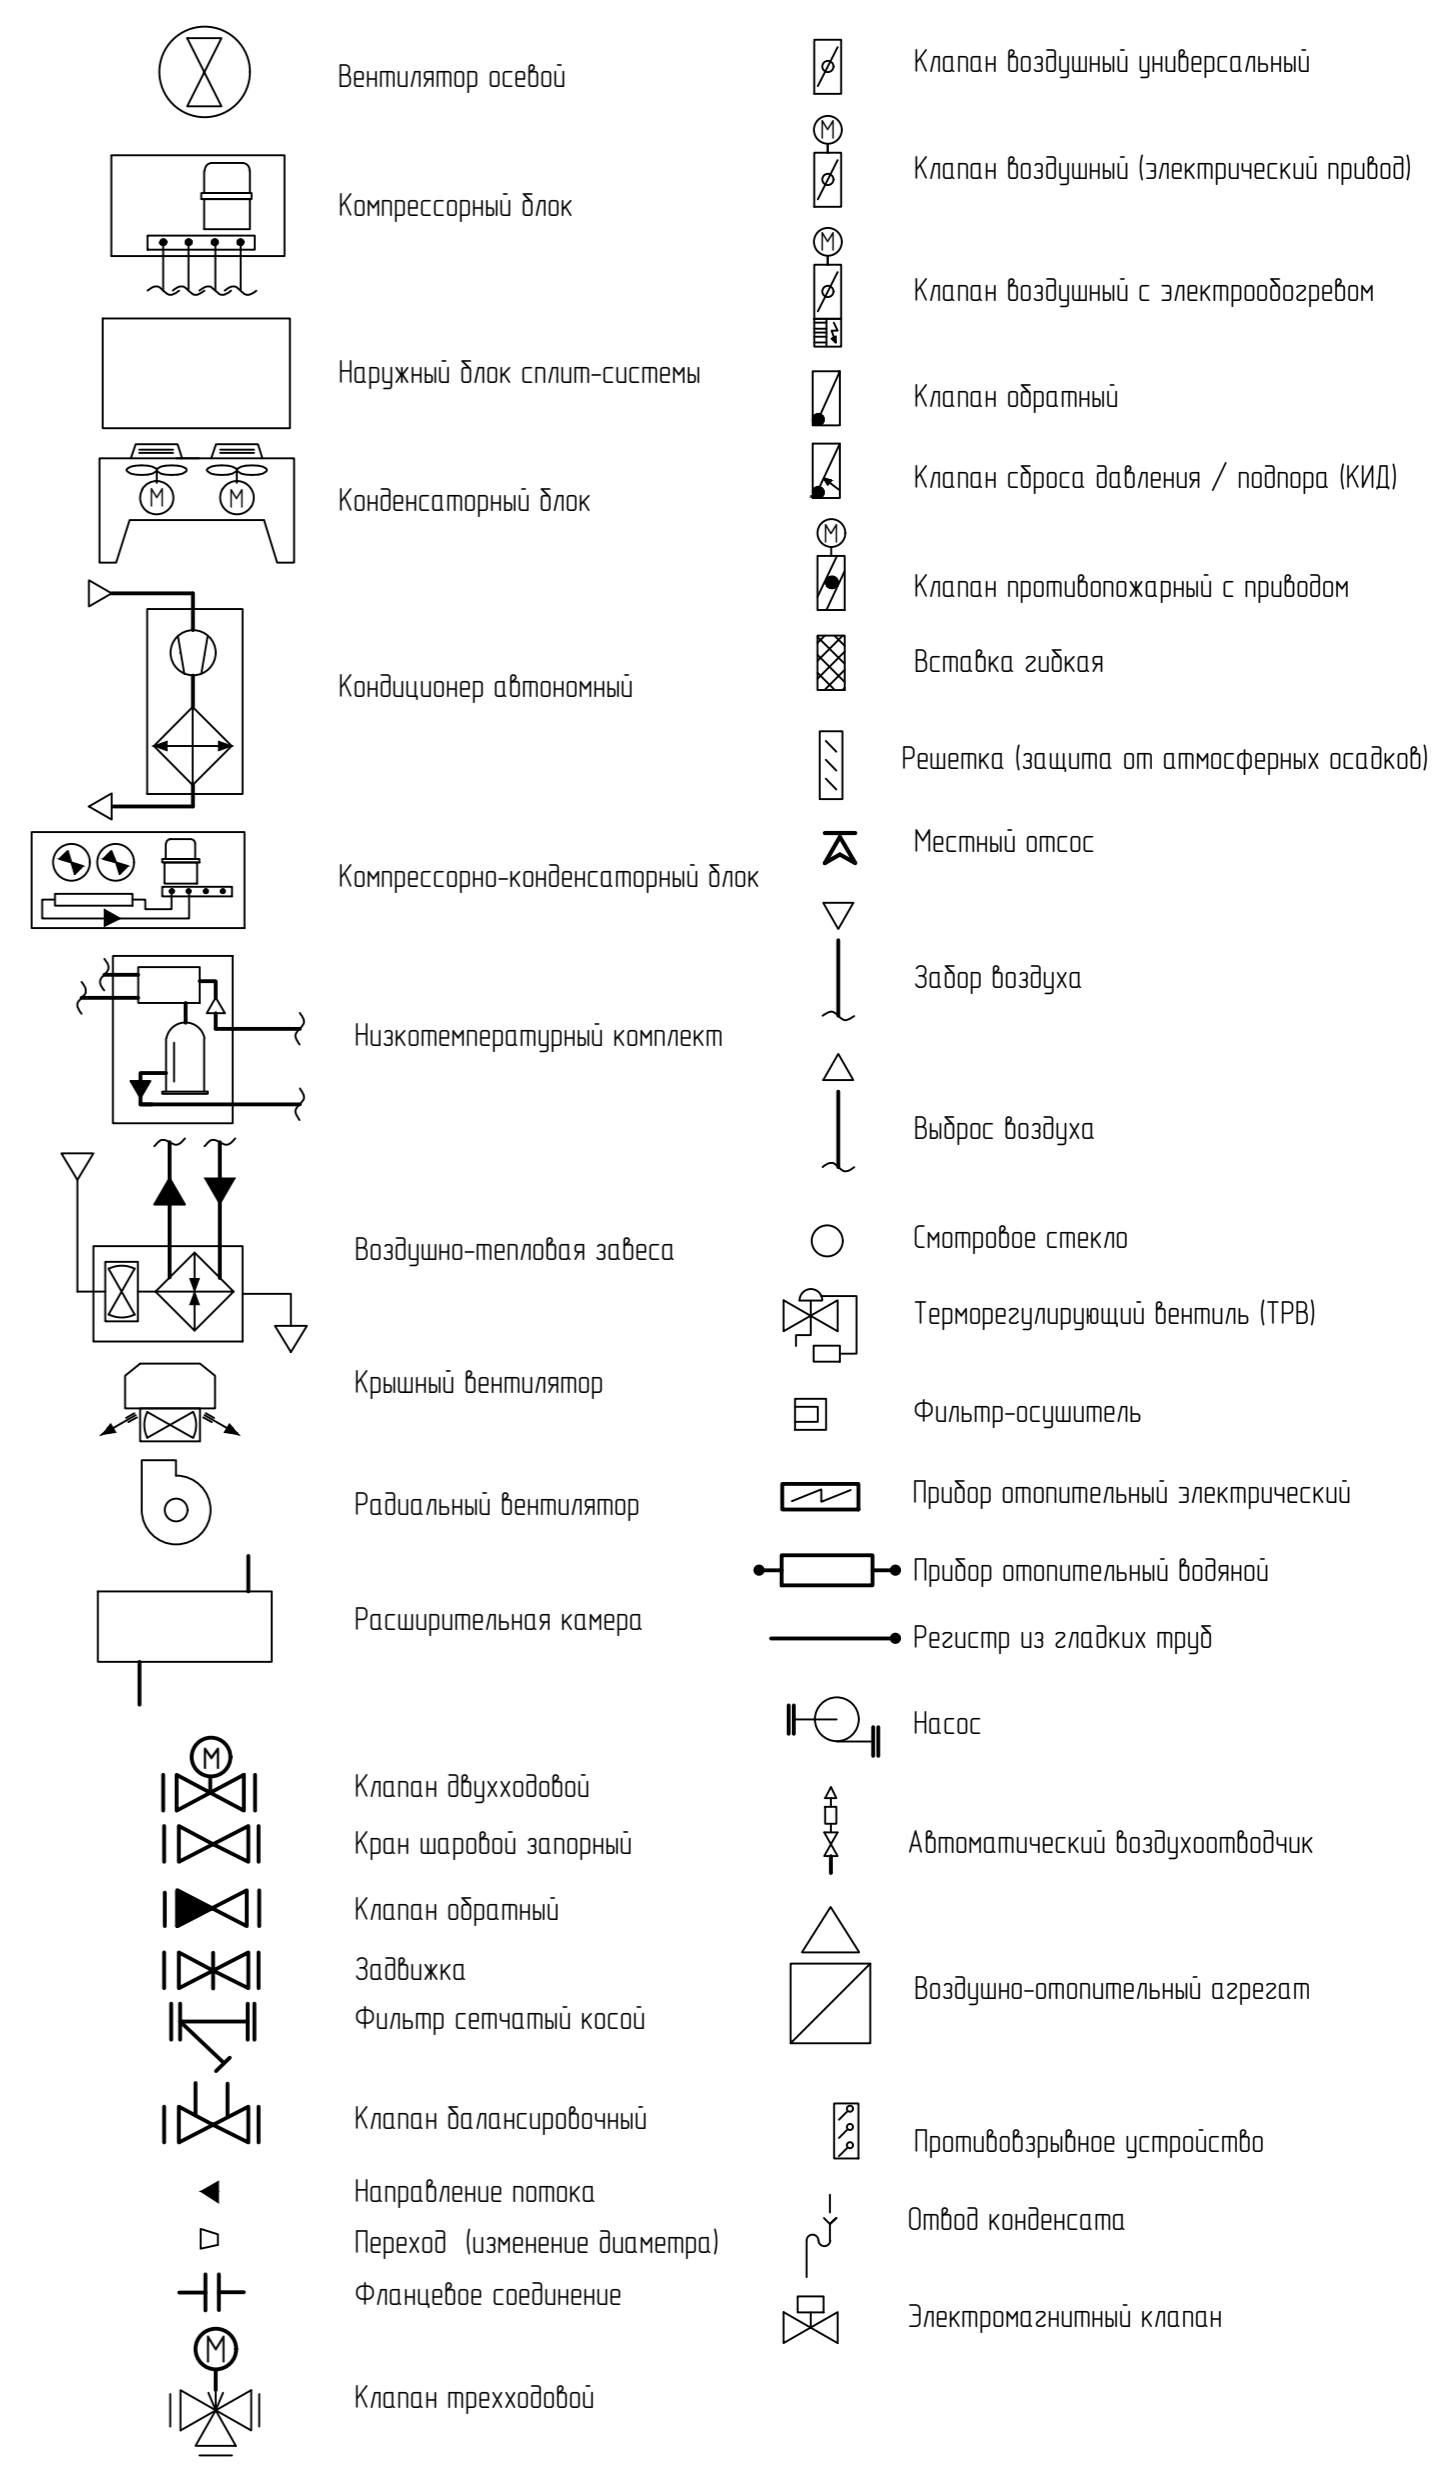 Вентилятор осевой
Компрессорный блок
Наружный блок сплит-системы
M M
Конденсаторный блок
Кондиционер автономный
Компрессорно-конденсаторный блок
Низкотемпературный комплект
Воздушно-тепловая завеса
Крышный вентилятор
Радиальный вентилятор
Расширительная камера
M
Клапан двухходовой
Кран шаровой запорный
Клапан обратный
Задвижка
Фильтр сетчатый косой
Клапан балансировочный
Направление потока
Переход (изменение диаметра)
Фланцевое соединение
M
Клапан трехходовой
Клапан воздушный универсальный
M
Клапан воздушный (электрический привод)
M
Клапан воздушный с электрообогревом
Клапан обратный
Клапан сброса давления / подпора (КИД)
M
Клапан противопожарный с приводом
Вставка гибкая
Решетка (защита от атмосферных осадков)
Местный отсос
Забор воздуха
Выброс воздуха
Смотровое стекло
Терморегулирующий вентиль (ТРВ)
Фильтр-осушитель
Прибор отопительный электрический
Прибор отопительный водяной
Регистр из гладких труб
Насос
Автоматический воздухоотводчик
Воздушно-отопительный агрегат
Противовзрывное устройство
Отвод конденсата
Электромагнитный клапан